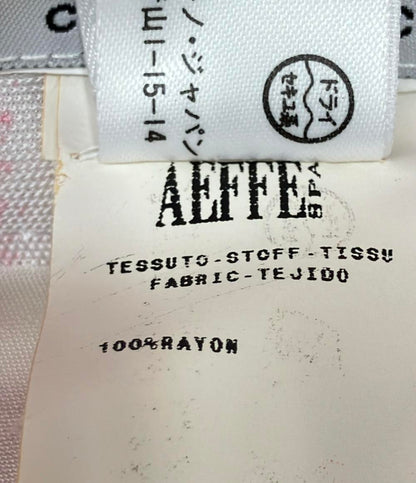 C
C
ノ・ジャパン
山1-15-14
ドライ
セキユ系
AEFFE SPA
TESSUTO-STOFF-TISSU
FABRIC-TEJIDO
100%RAYON